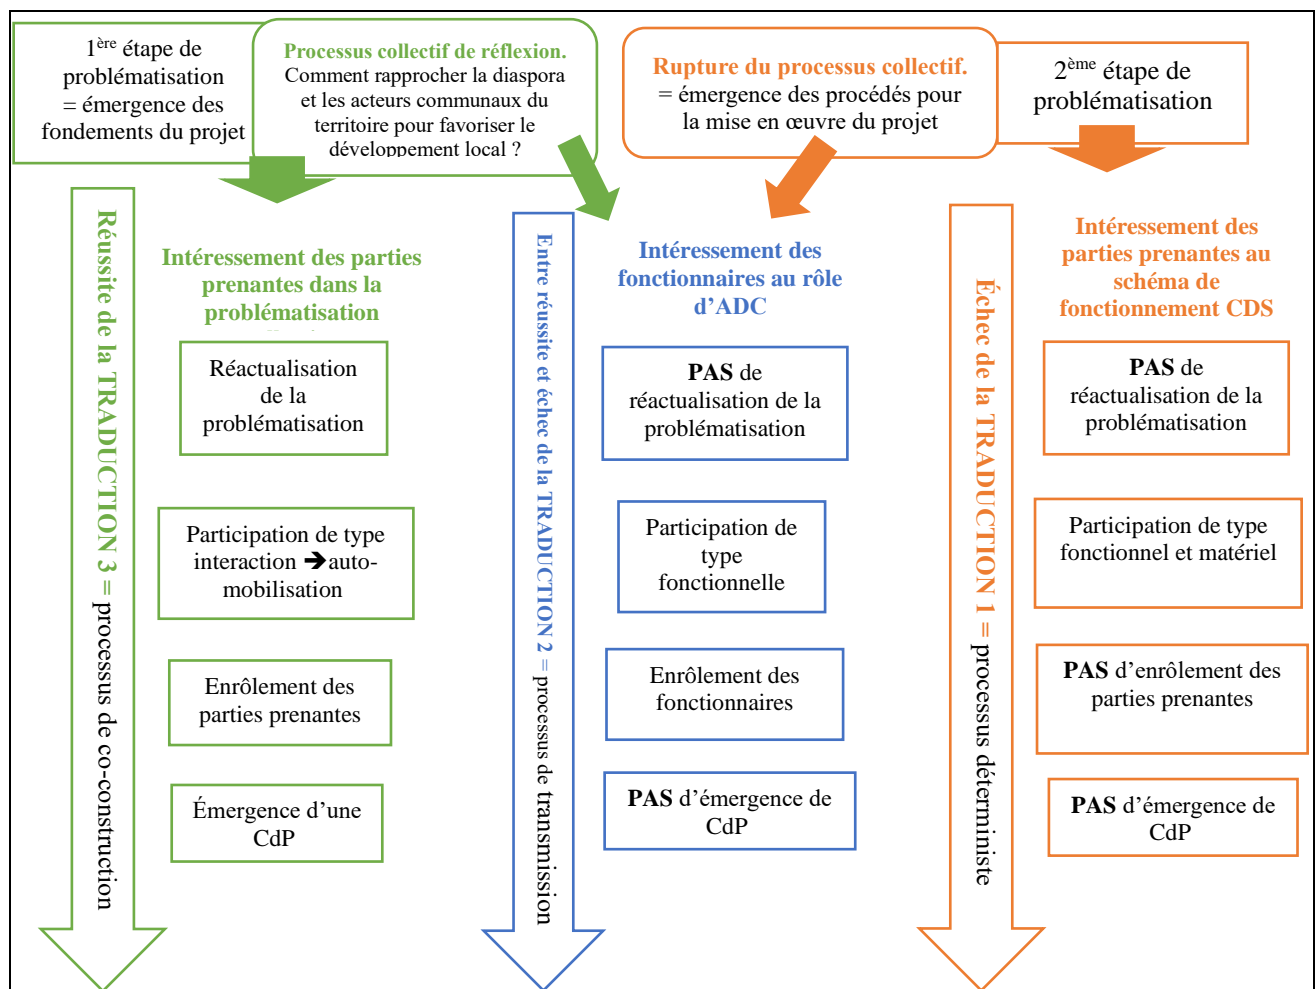 1ère étape de
problématisation
= émergence des
fondements du projet
Processus collectif de réflexion.
Comment rapprocher la diaspora
et les acteurs communaux du
territoire pour favoriser le
développement local ?
Rupture du processus collectif.
= émergence des procédés pour
la mise en œuvre du projet
2ème étape de
problématisation
Réussite de la TRADUCTION 3 = processus de co-construction
Intéressement des parties
prenantes dans la
problématisation
Réactualisation
de la
problématisation
Participation de type
interaction ➔auto-
mobilisation
Enrôlement des
parties prenantes
Émergence d’une
CdP
Entre réussite et échec de la TRADUCTION 2 = processus de transmission
Intéressement des
fonctionnaires au rôle
d’ADC
PAS de
réactualisation de la
problématisation
Participation de
type
fonctionnelle
Enrôlement des
fonctionnaires
PAS d’émergence de
CdP
Échec de la TRADUCTION 1 = processus déterministe
Intéressement des
parties prenantes au
schéma de
fonctionnement CDS
PAS de
réactualisation de la
problématisation
Participation de type
fonctionnel et matériel
PAS d’enrôlement des
parties prenantes
PAS d’émergence de
CdP